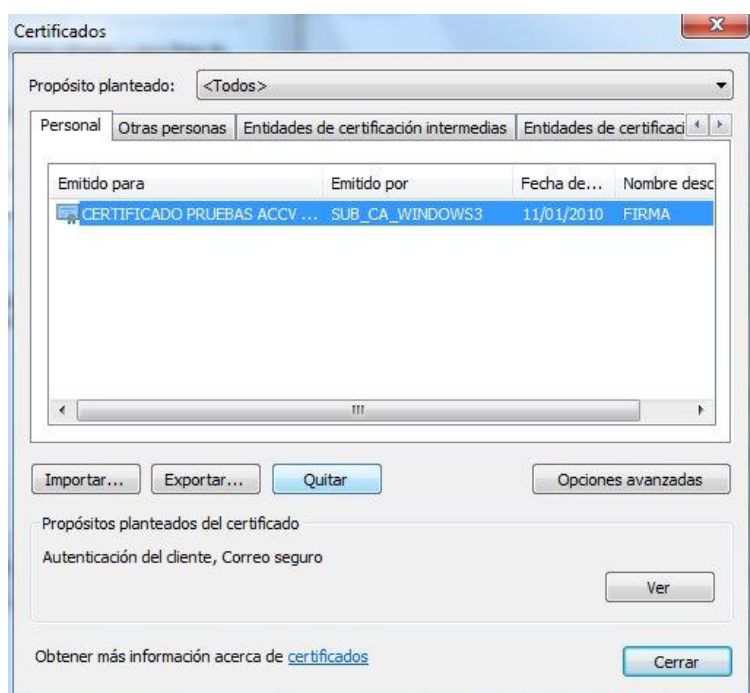 Certificados
Propósito planteado: <Todos>
Personal Otras personas Entidades de certificación intermedias Entidades de certificaci
Emitido para Emitido por Fecha de... Nombre desc
CERTIFICADO PRUEBAS ACCV ... SUB_CA_WINDOWS3 11/01/2010 FIRMA
Importar... Exportar... Quitar Opciones avanzadas
Propósitos planteados del certificado
Autenticación del cliente, Correo seguro
Ver
Obtener más información acerca de certificados
Cerrar